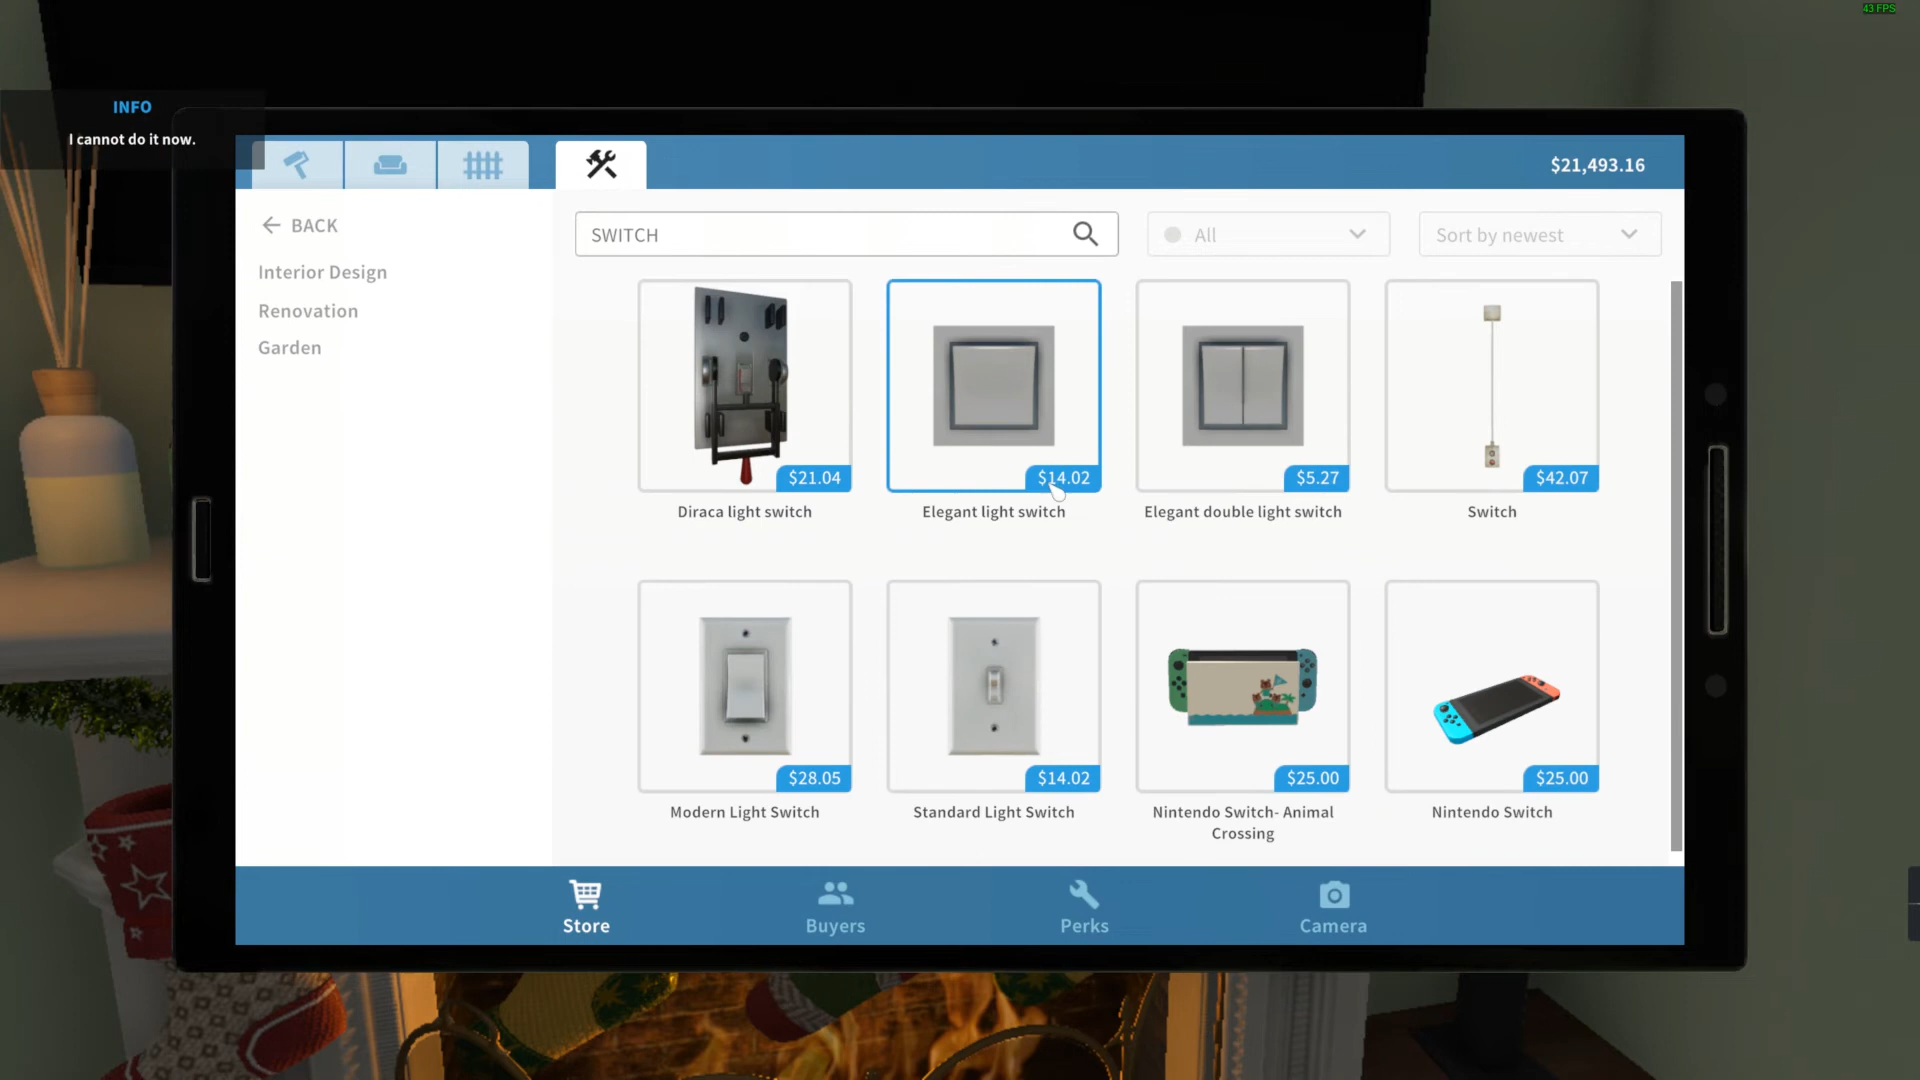 43 FPS
INFO
I cannot do it now.
$21,493.16
BACK
Interior Design
Renovation
Garden
SWITCH
All
Sort by newest
$21.04
$14.02
$5.27
$42.07
Diraca light switch
Elegant light switch
Elegant double light switch
Switch
$28.05
$14.02
$25.00
$25.00
Modern Light Switch
Standard Light Switch
Nintendo Switch- Animal
Crossing
Nintendo Switch
Store
Buyers
Perks
Camera